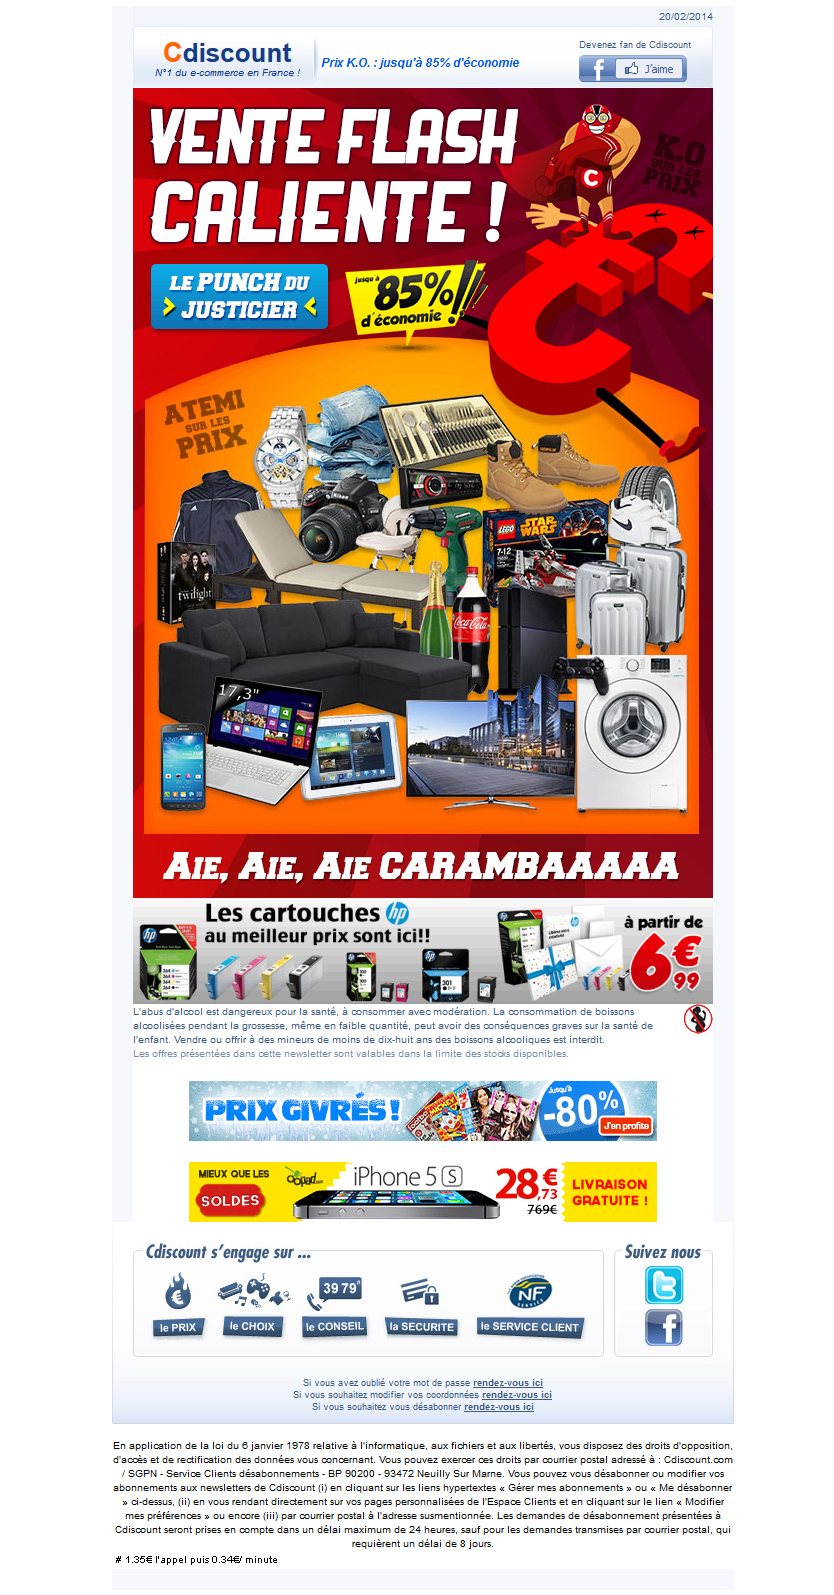 20/02/2014
Cdiscount
N°1 du e-commerce en France !
Prix K.O. : jusqu'à 85% d'économie
Devenez fan de Cdiscount
J'aime
VENTE FLASH
CALIENTE !
K.O
SUR LES
PRIX
C
LE PUNCH DU
JUSTICIER
jusqu'à
85%
d'économie !
ATEMI
SUR LES
PRIX
Nikon
LEGO STAR WARS
7-12
adidas
twilight
Coca-Cola
17,3"
12:45
AIE, AIE, AIE CARAMBAAAAA
Les cartouches hp
au meilleur prix sont ici!!
à partir de
6€99
hp
364
301
L'abus d'alcool est dangereux pour la santé, à consommer avec modération. La consommation de boissons
alcoolisées pendant la grossesse, même en faible quantité, peut avoir des conséquences graves sur la santé de
l'enfant. Vendre ou offrir à des mineurs de moins de dix-huit ans des boissons alcooliques est interdit.
Les offres présentées dans cette newsletter sont valables dans la limite des stocks disponibles.
PRIX GIVRÉS !
Jusqu'à
-80%
J'en profite
MIEUX QUE LES
SOLDES
oopad.com
iPhone 5 S
28€,73
769€
LIVRAISON
GRATUITE !
Cdiscount s'engage sur ...
Suivez nous
39 79#
NF
SERVICE
le PRIX
le CHOIX
le CONSEIL
la SECURITE
le SERVICE CLIENT
Si vous avez oublié votre mot de passe rendez-vous ici
Si vous souhaitez modifier vos coordonnées rendez-vous ici
Si vous souhaitez vous désabonner rendez-vous ici
En application de la loi du 6 janvier 1978 relative à l'informatique, aux fichiers et aux libertés, vous disposez des droits d'opposition,
d'accès et de rectification des données vous concernant. Vous pouvez exercer ces droits par courrier postal adressé à : Cdiscount.com
/ SGPN - Service Clients désabonnements - BP 90200 - 93472 Neuilly Sur Marne. Vous pouvez vous désabonner ou modifier vos
abonnements aux newsletters de Cdiscount (i) en cliquant sur les liens hypertextes « Gérer mes abonnements » ou « Me désabonner
» ci-dessus, (ii) en vous rendant directement sur vos pages personnalisées de l'Espace Clients et en cliquant sur le lien « Modifier
mes préférences » ou encore (iii) par courrier postal à l'adresse susmentionnée. Les demandes de désabonnement présentées à
Cdiscount seront prises en compte dans un délai maximum de 24 heures, sauf pour les demandes transmises par courrier postal, qui
requièrent un délai de 8 jours.
# 1.35€ l'appel puis 0.34€/ minute